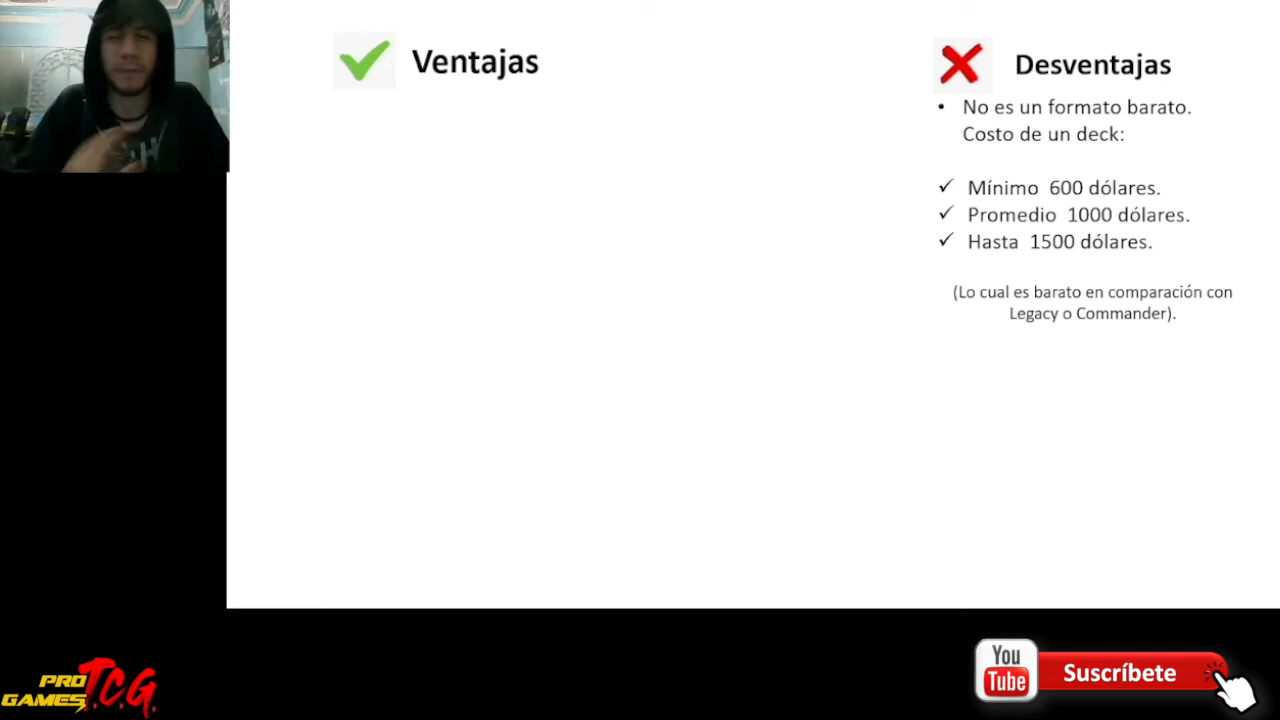 Ventajas
Desventajas
• No es un formato barato.
Costo de un deck:
✓ Mínimo 600 dólares.
✓ Promedio 1000 dólares.
✓ Hasta 1500 dólares.
(Lo cual es barato en comparación con
Legacy o Commander).
PRO
GAMES T.C.G.
You
Tube
Suscríbete